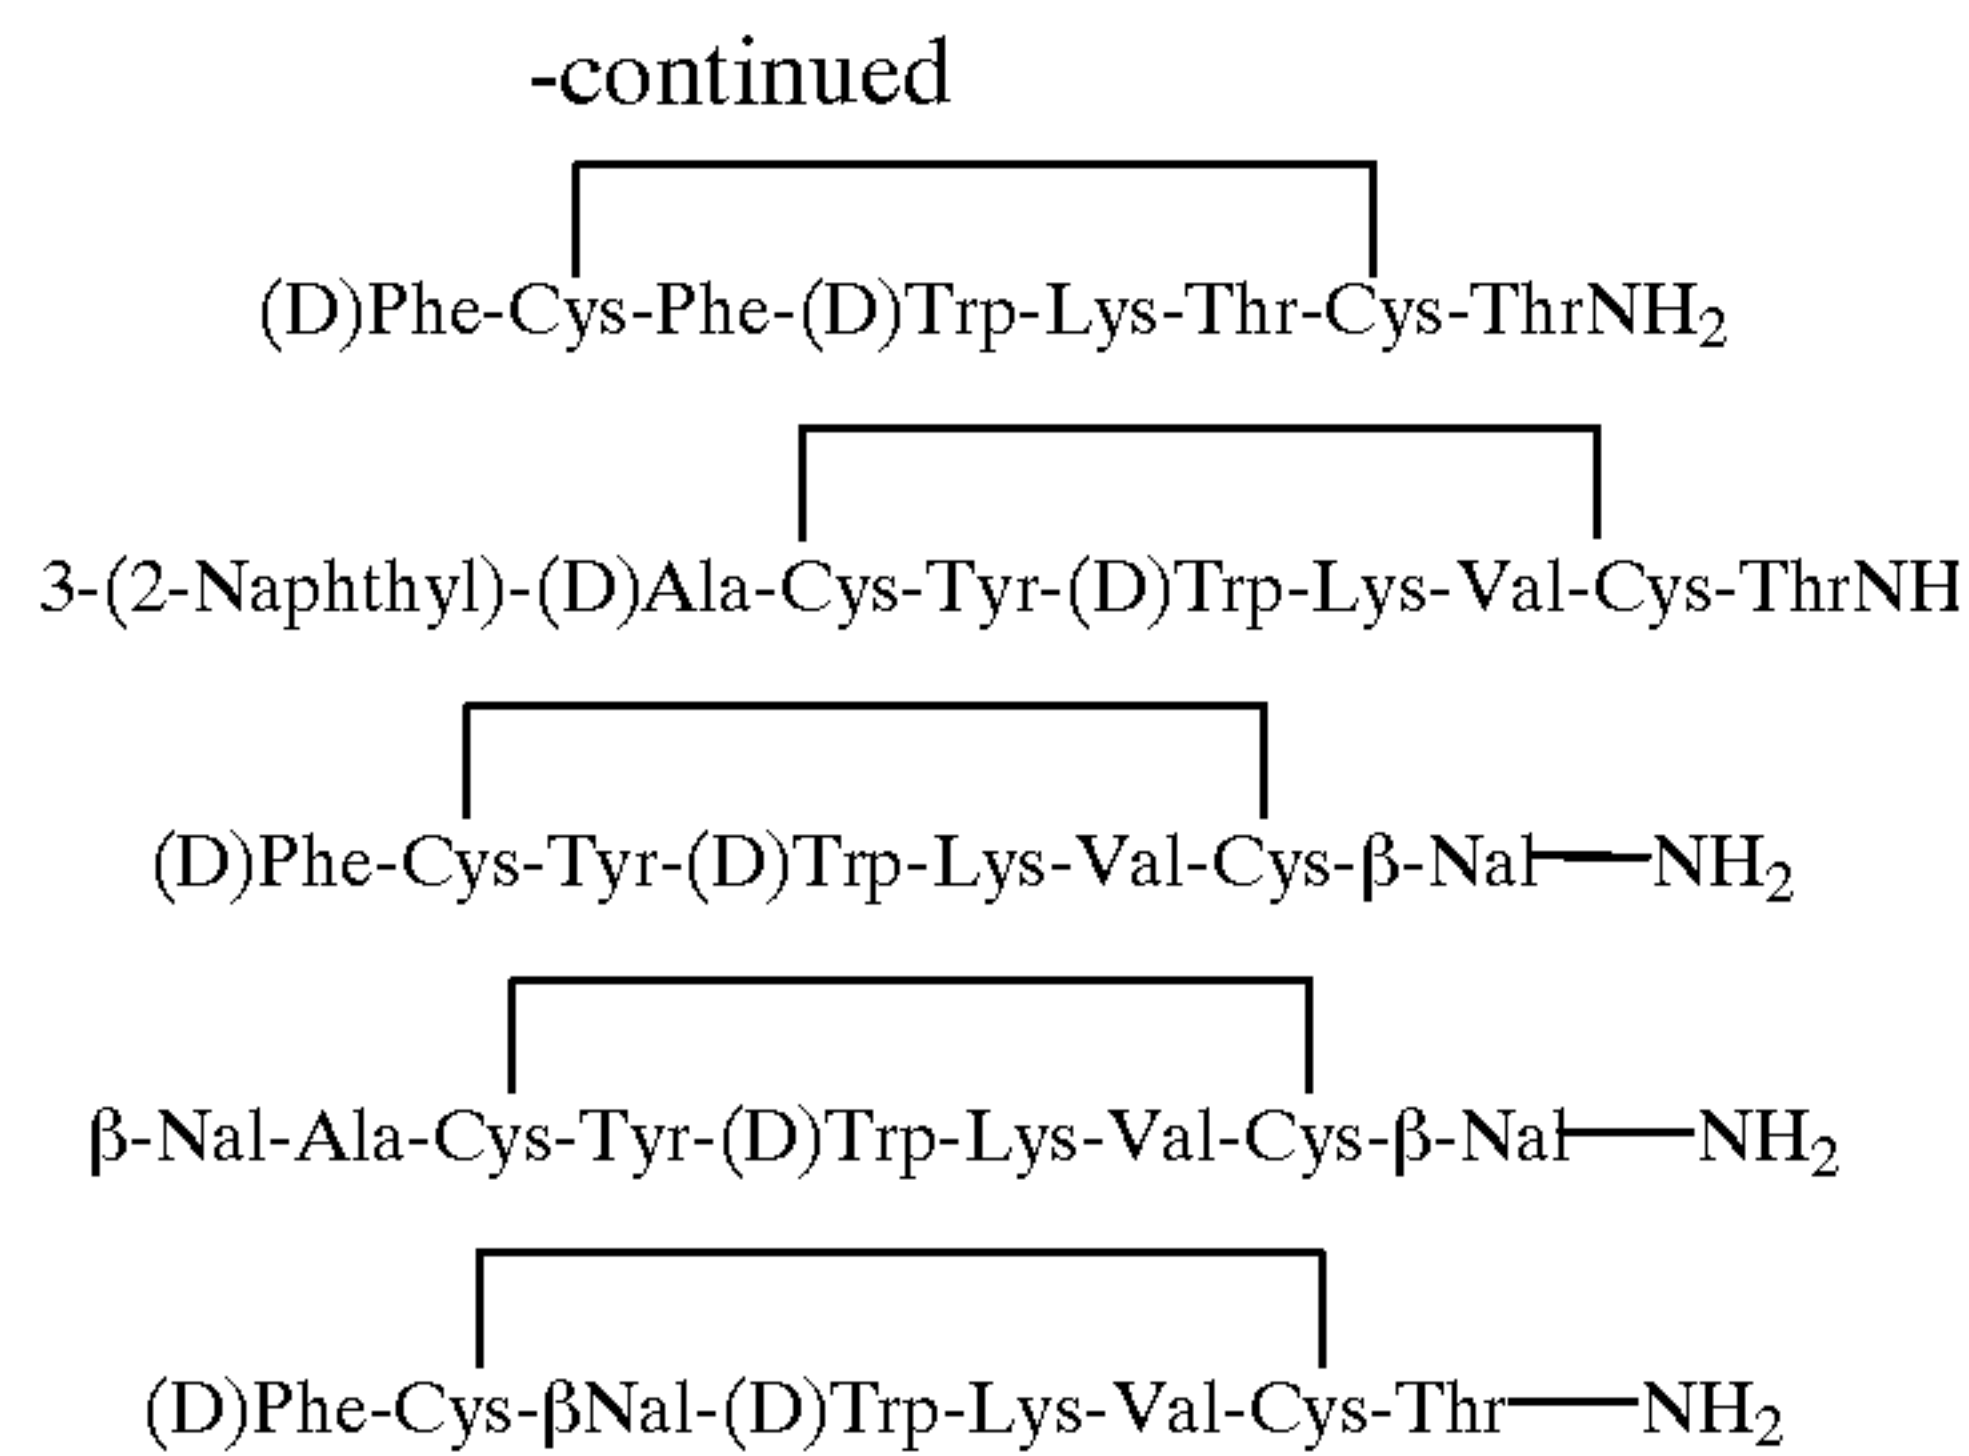 -continued
(D)Phe-Cys-Phe-(D)Trp-Lys-Thr-Cys-ThrNH2
3-(2-Naphthyl)-(D)Ala-Cys-Tyr-(D)Trp-Lys-Val-Cys-ThrNH
(D)Phe-Cys-Tyr-(D)Trp-Lys-Val-Cys-β-Nal—NH2
β-Nal-Ala-Cys-Tyr-(D)Trp-Lys-Val-Cys-β-Nal—NH2
(D)Phe-Cys-βNal-(D)Trp-Lys-Val-Cys-Thr—NH2